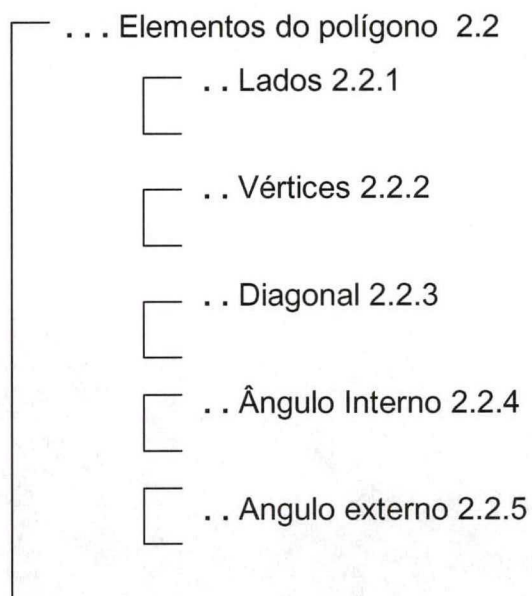 . . . Elementos do polígono 2.2
. . Lados 2.2.1
. . Vértices 2.2.2
. . Diagonal 2.2.3
. . Ângulo Interno 2.2.4
. . Angulo externo 2.2.5